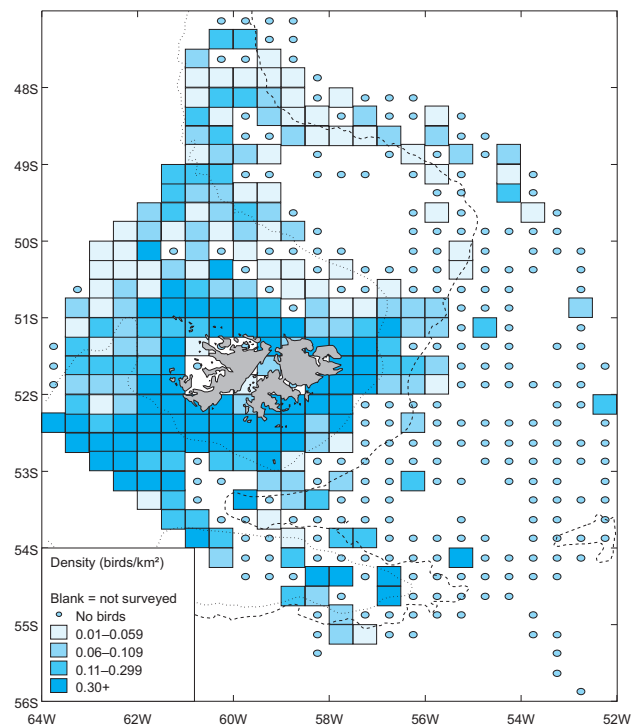 48S
49S
50S
51S
52S
53S
54S
55S
56S
Density (birds/km²)
Blank = not surveyed
No birds
0.01–0.059
0.06–0.109
0.11–0.299
0.30+
64W 62W 60W 58W 56W 54W 52W